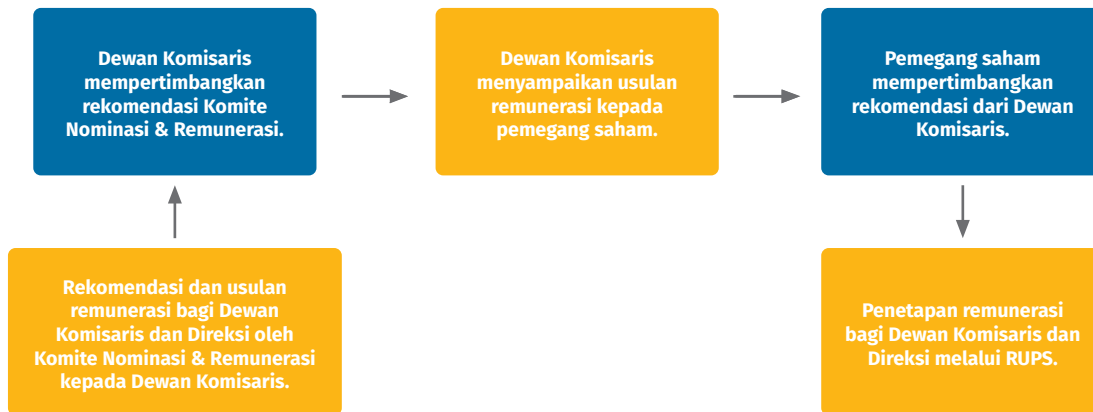 Dewan Komisaris
mempertimbangkan
rekomendasi Komite
Nominasi & Remunerasi.
Dewan Komisaris
menyampaikan usulan
remunerasi kepada
pemegang saham.
Pemegang saham
mempertimbangkan
rekomendasi dari Dewan
Komisaris.
Rekomendasi dan usulan
remunerasi bagi Dewan
Komisaris dan Direksi oleh
Komite Nominasi & Remunerasi
kepada Dewan Komisaris.
Penetapan remunerasi
bagi Dewan Komisaris dan
Direksi melalui RUPS.